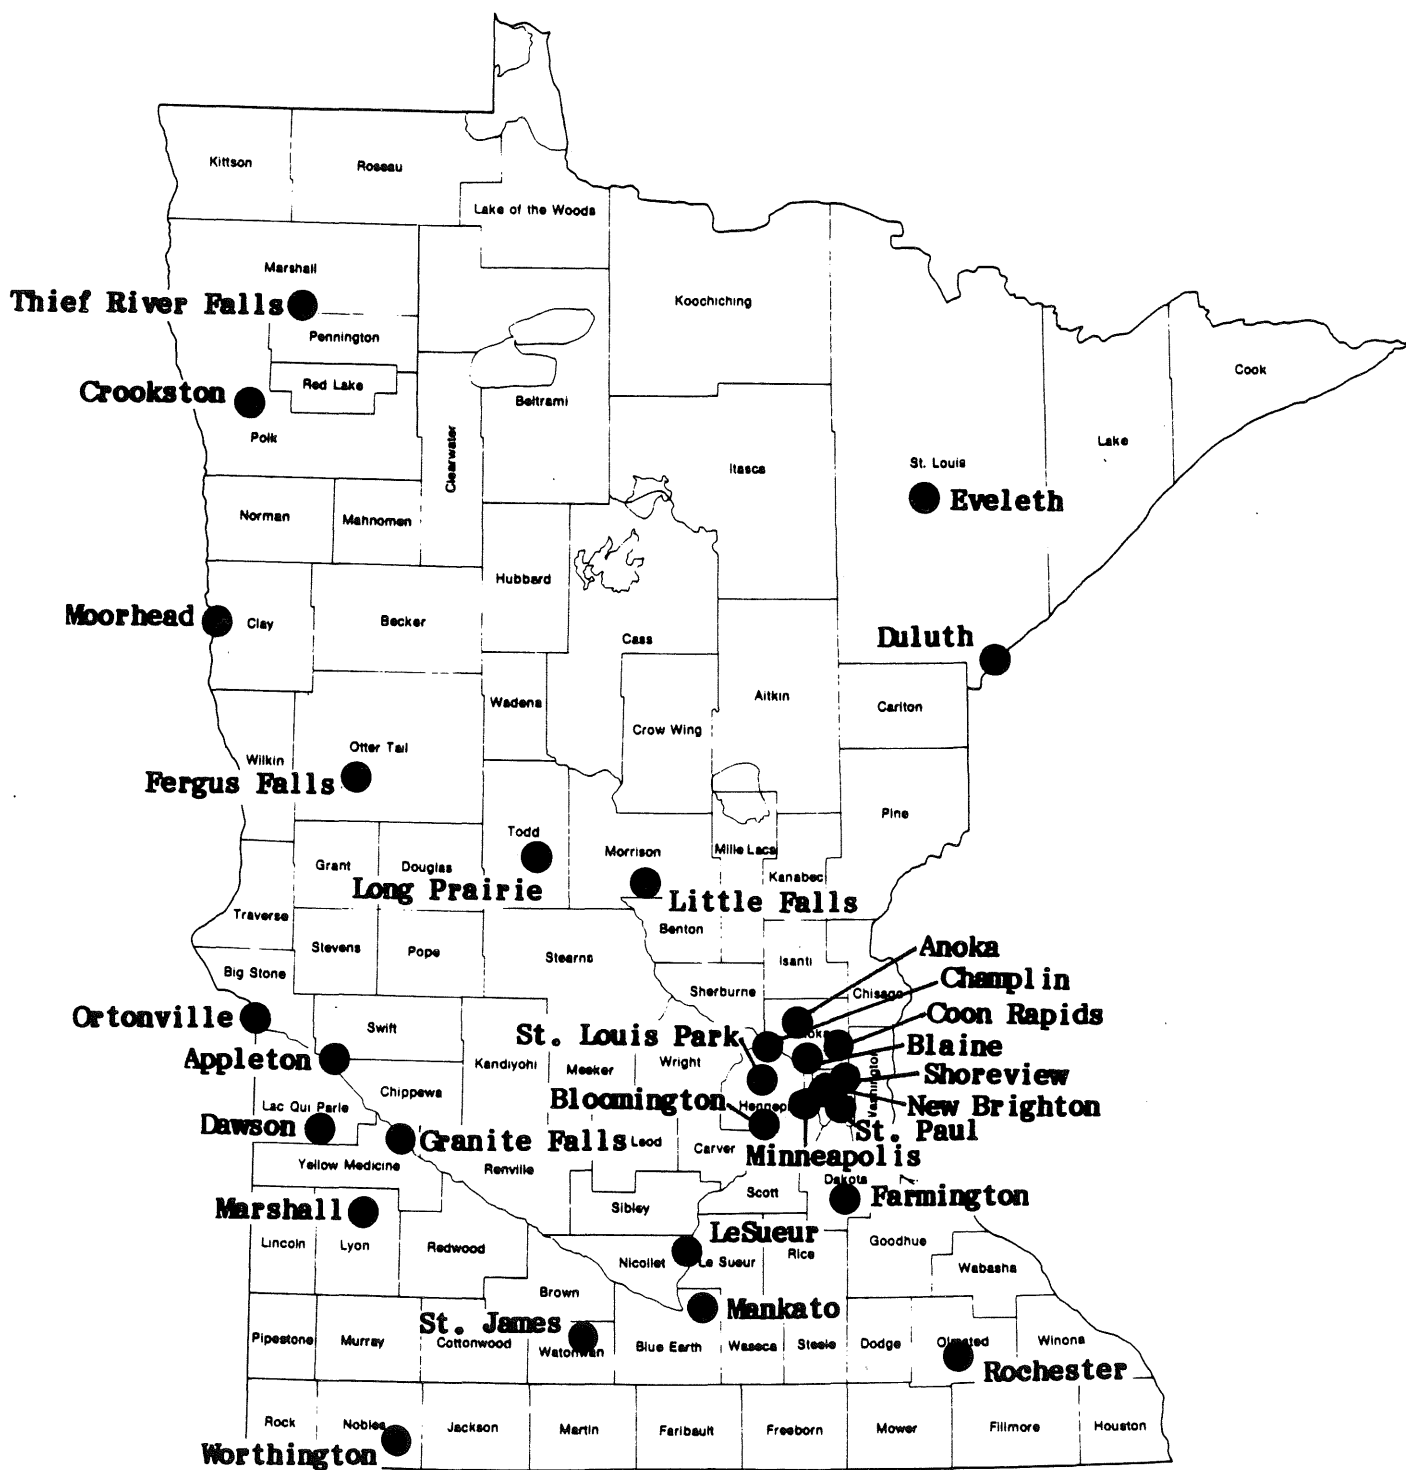 Kittson
Roseau
Lake of the Woods
Marshall
Koochiching
Thief River Falls
Pennington
Cook
Red Lake
Crookston
Beltrami
Polk
Clearwater
Lake
St. Louis
Itasca
Eveleth
Norman
Mahnomen
Hubbard
Moorhead
Clay
Becker
Cass
Duluth
Aitkin
Wadena
Carlton
Crow Wing
Otter Tail
Wilkin
Fergus Falls
Pine
Todd
Morrison
Mille Lacs
Grant
Douglas
Kanabec
Long Prairie
Little Falls
Traverse
Benton
Stevens
Pope
Stearns
Anoka
Isanti
Big Stone
Champlin
Sherburne
Chisago
Ortonville
Swift
Coon Rapids
St. Louis Park
Blaine
Appleton
Kandiyohi
Meeker
Wright
Washington
Shoreview
Chippewa
Bloomington
Hennep
New Brighton
Lac Qui Parle
Dawson
St. Paul
Granite Falls
Leod
Carver
Minneapolis
Yellow Medicine
Renville
Dakota
Scott
Farmington
Marshall
Sibley
LeSueur
Lincoln
Lyon
Redwood
Nicollet
Le Sueur
Rice
Goodhue
Wabasha
Brown
Mankato
St. James
Pipestone
Murray
Cottonwood
Watonwan
Blue Earth
Waseca
Steele
Dodge
Olmsted
Winona
Rochester
Rock
Nobles
Jackson
Martin
Faribault
Freeborn
Mower
Fillmore
Houston
Worthington